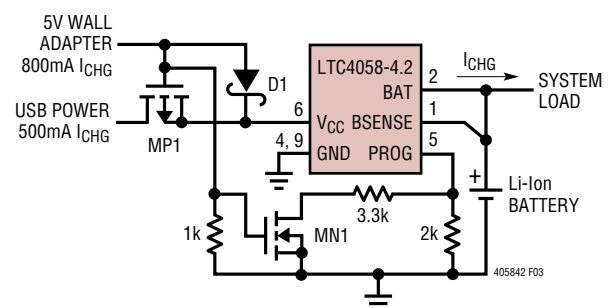 5V WALL
ADAPTER
800mA ICHG
USB POWER
500mA ICHG
MP1
D1
LTC4058-4.2
BAT
VCC BSENSE
GND PROG
6
4, 9
2
1
5
ICHG
SYSTEM
LOAD
+
Li-Ion
BATTERY
3.3k
1k
MN1
2k
405842 F03